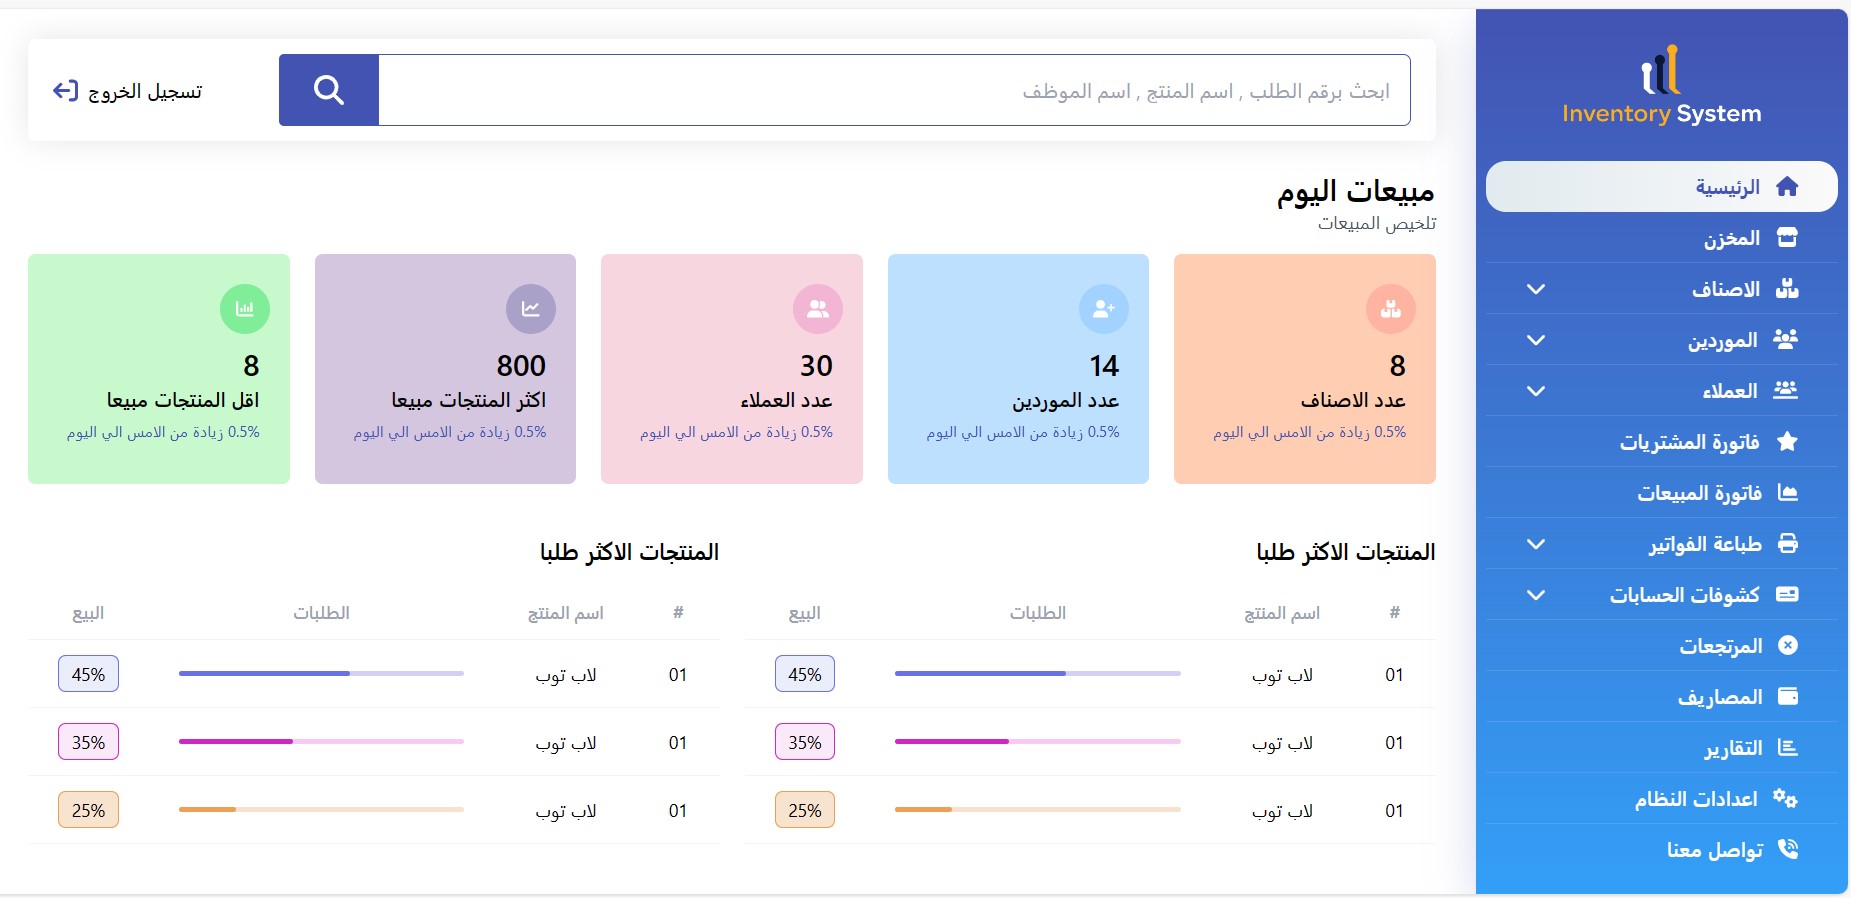 Inventory System
الرئيسية
المخزن
الاصناف
الموردين
العملاء
فاتورة المشتريات
فاتورة المبيعات
طباعة الفواتير
كشوفات الحسابات
المرتجعات
المصاريف
التقارير
اعدادات النظام
تواصل معنا
ابحث برقم الطلب , اسم المنتج , اسم الموظف
تسجيل الخروج
مبيعات اليوم
تلخيص المبيعات
8
عدد الاصناف
0.5% زيادة من الامس الي اليوم
14
عدد الموردين
0.5% زيادة من الامس الي اليوم
30
عدد العملاء
0.5% زيادة من الامس الي اليوم
800
اكثر المنتجات مبيعا
0.5% زيادة من الامس الي اليوم
8
اقل المنتجات مبيعا
0.5% زيادة من الامس الي اليوم
المنتجات الاكثر طلبا
# اسم المنتج الطلبات البيع
01 لاب توب 45%
01 لاب توب 35%
01 لاب توب 25%
المنتجات الاكثر طلبا
# اسم المنتج الطلبات البيع
01 لاب توب 45%
01 لاب توب 35%
01 لاب توب 25%